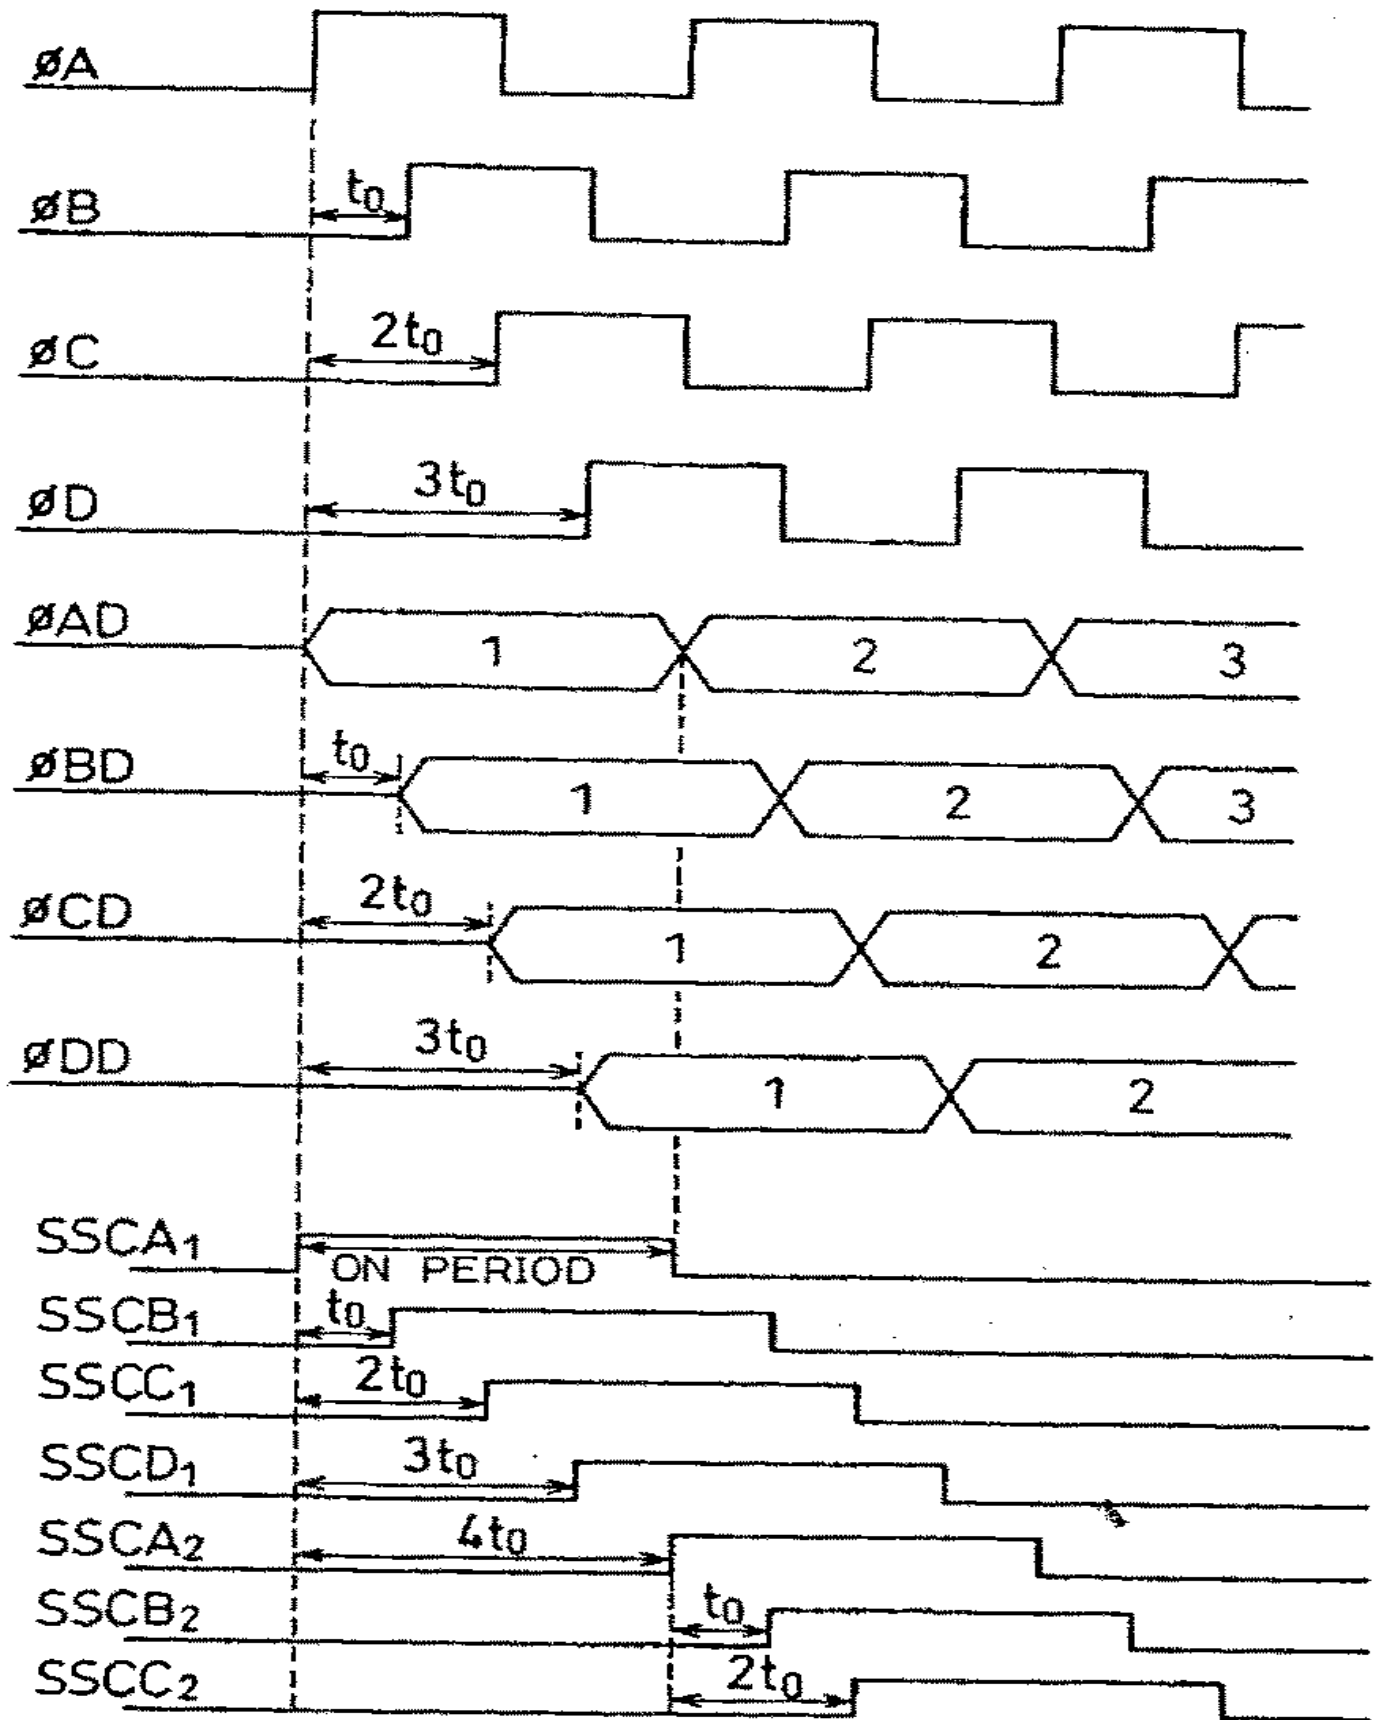 øA
t0
øB
2t0
øC
3t0
øD
øAD
1 2 3
t0
øBD
1 2 3
2t0
øCD
1 2
3t0
øDD
1 2
SSCA1
ON PERIOD
t0
SSCB1
2t0
SSCC1
3t0
SSCD1
4t0
SSCA2
t0
SSCB2
2t0
SSCC2